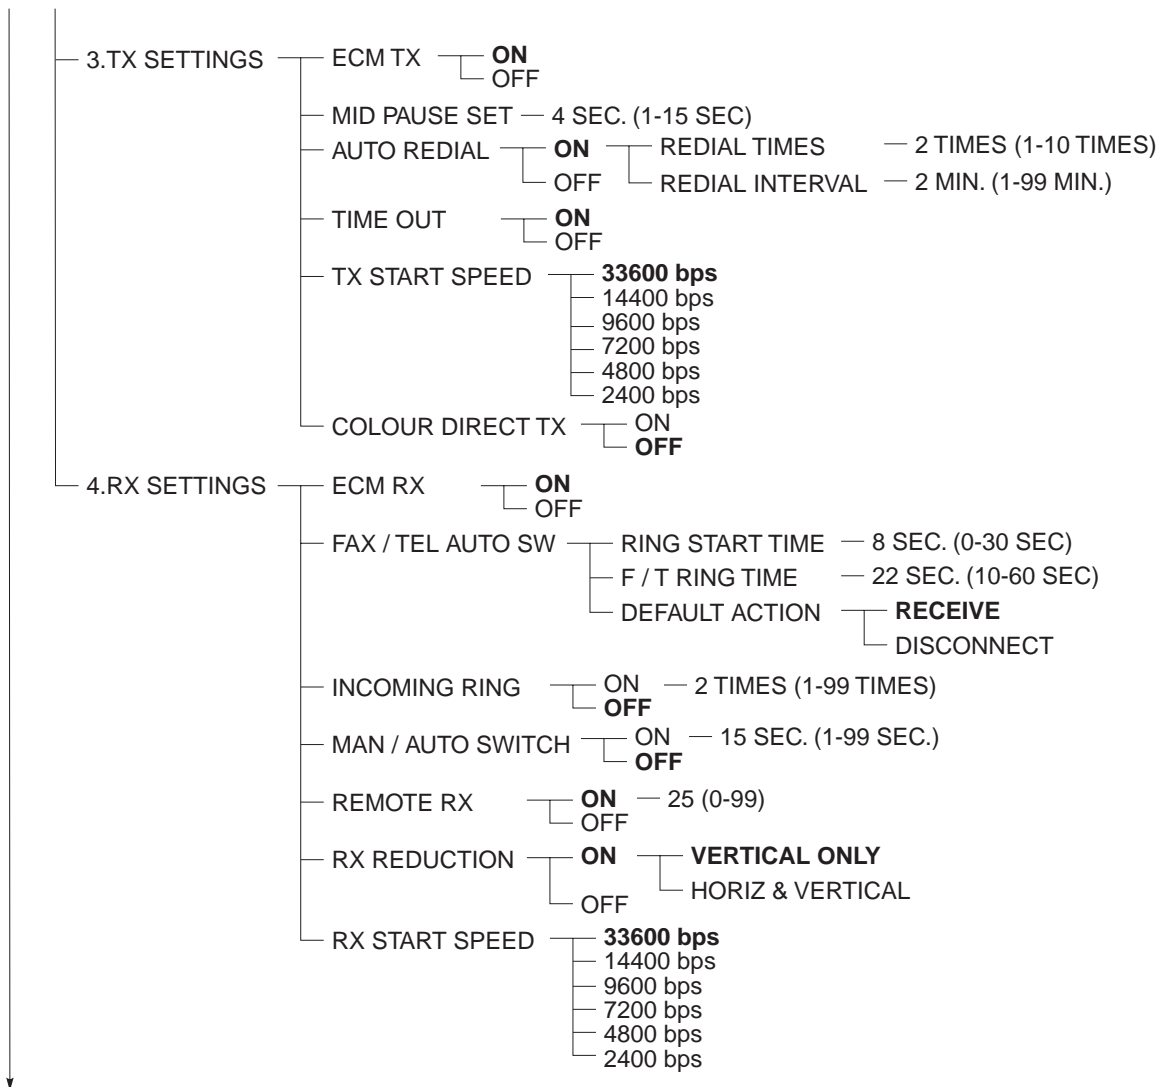 3.TX SETTINGS ECM TX ON
OFF
MID PAUSE SET 4 SEC. (1-15 SEC)
AUTO REDIAL ON REDIAL TIMES 2 TIMES (1-10 TIMES)
OFF REDIAL INTERVAL 2 MIN. (1-99 MIN.)
TIME OUT ON
OFF
TX START SPEED 33600 bps
14400 bps
9600 bps
7200 bps
4800 bps
2400 bps
COLOUR DIRECT TX ON
OFF
4.RX SETTINGS ECM RX ON
OFF
FAX / TEL AUTO SW RING START TIME 8 SEC. (0-30 SEC)
F / T RING TIME 22 SEC. (10-60 SEC)
DEFAULT ACTION RECEIVE
DISCONNECT
INCOMING RING ON 2 TIMES (1-99 TIMES)
OFF
MAN / AUTO SWITCH ON 15 SEC. (1-99 SEC.)
OFF
REMOTE RX ON 25 (0-99)
OFF
RX REDUCTION ON VERTICAL ONLY
HORIZ & VERTICAL
OFF
RX START SPEED 33600 bps
14400 bps
9600 bps
7200 bps
4800 bps
2400 bps